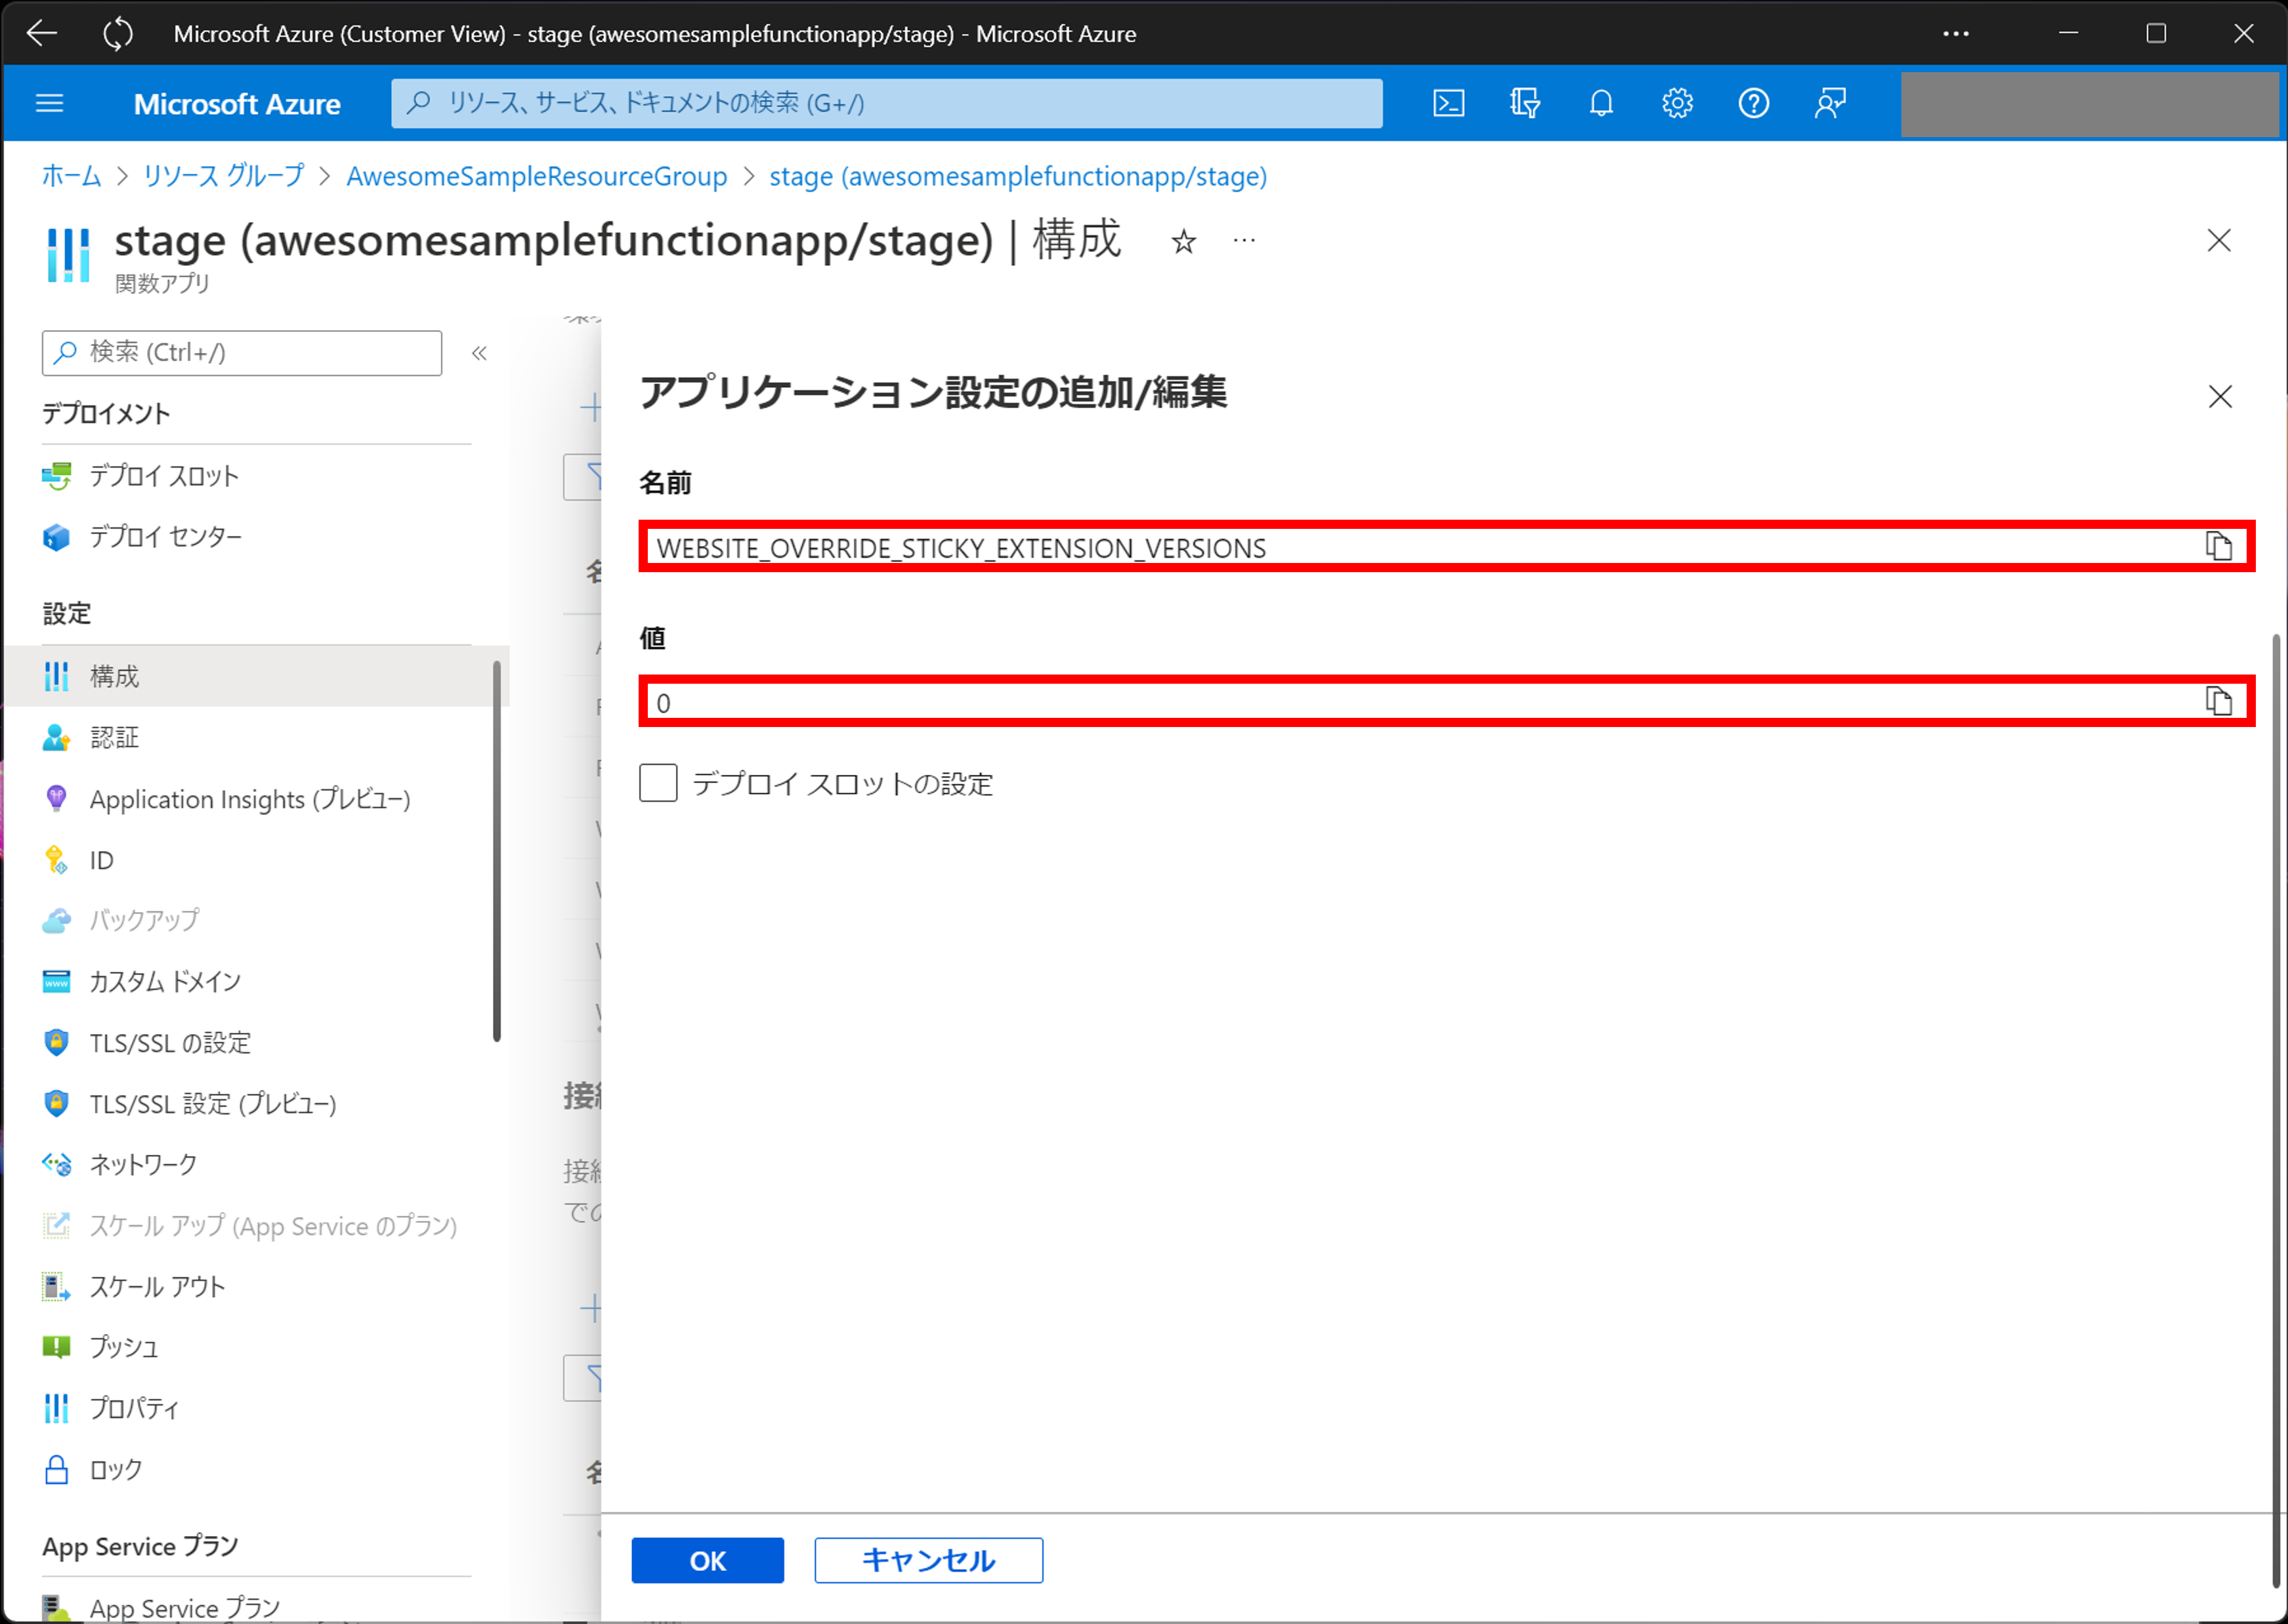 Microsoft Azure (Customer View) - stage (awesomesamplefunctionapp/stage) - Microsoft Azure
Microsoft Azure
リソース、サービス、ドキュメントの検索 (G+/)
ホーム > リソース グループ > AwesomeSampleResourceGroup > stage (awesomesamplefunctionapp/stage)
stage (awesomesamplefunctionapp/stage) | 構成
関数アプリ
検索 (Ctrl+/)
デプロイメント
デプロイ スロット
デプロイ センター
設定
構成
認証
Application Insights (プレビュー)
ID
バックアップ
カスタム ドメイン
TLS/SSL の設定
TLS/SSL 設定 (プレビュー)
ネットワーク
スケール アップ (App Service のプラン)
スケール アウト
プッシュ
プロパティ
ロック
App Service プラン
App Service プラン
接
接
で
アプリケーション設定の追加/編集
名前
WEBSITE_OVERRIDE_STICKY_EXTENSION_VERSIONS
値
0
デプロイ スロットの設定
OK
キャンセル